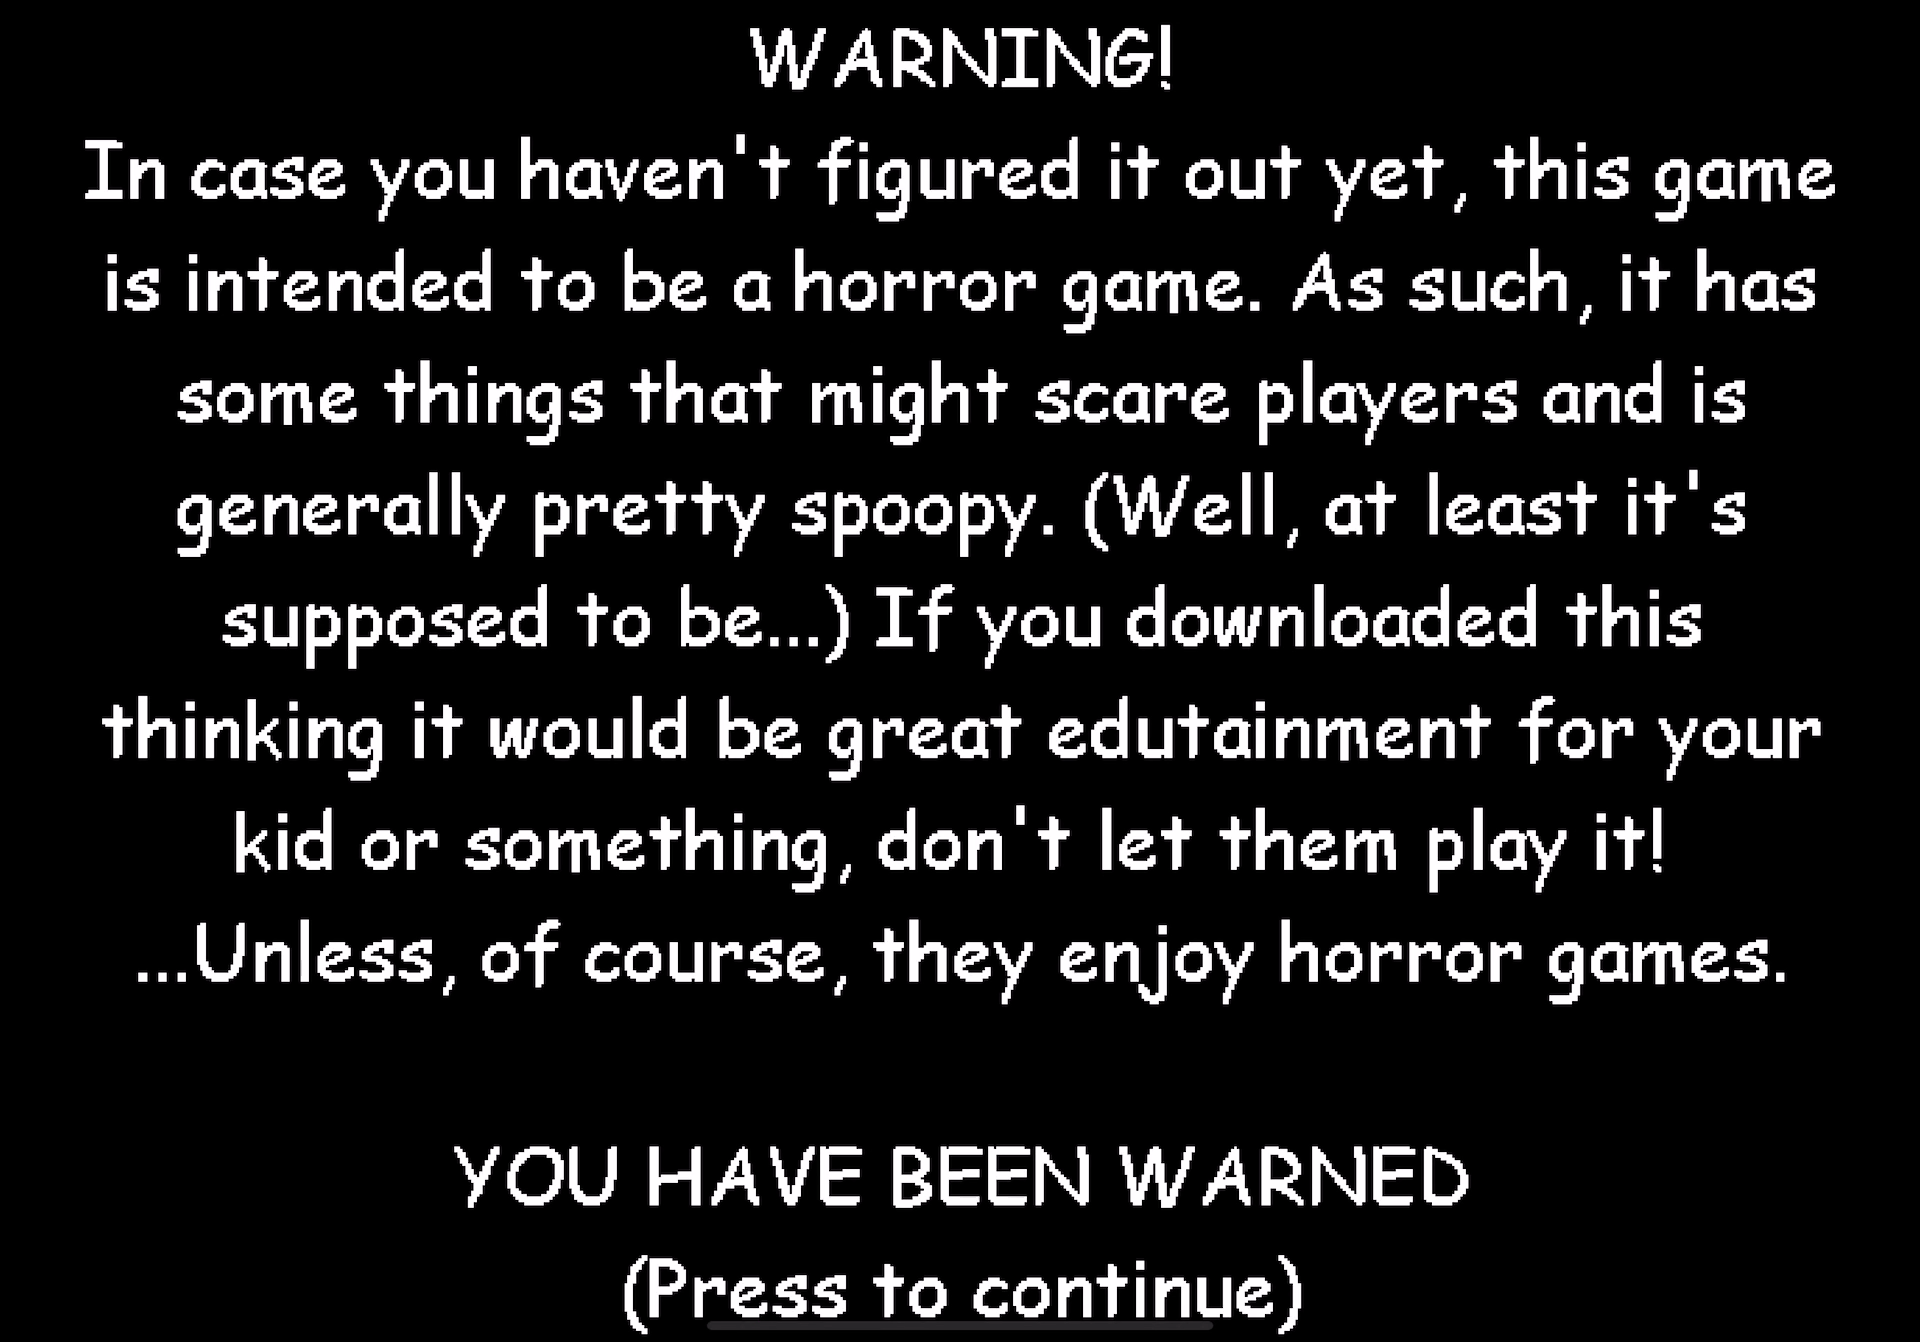 WARNING!
In case you haven't figured it out yet, this game
is intended to be a horror game. As such, it has
some things that might scare players and is
generally pretty spoopy. (Well, at least it's
supposed to be...) If you downloaded this
thinking it would be great edutainment for your
kid or something, don't let them play it!
...Unless, of course, they enjoy horror games.
YOU HAVE BEEN WARNED
(Press to continue)